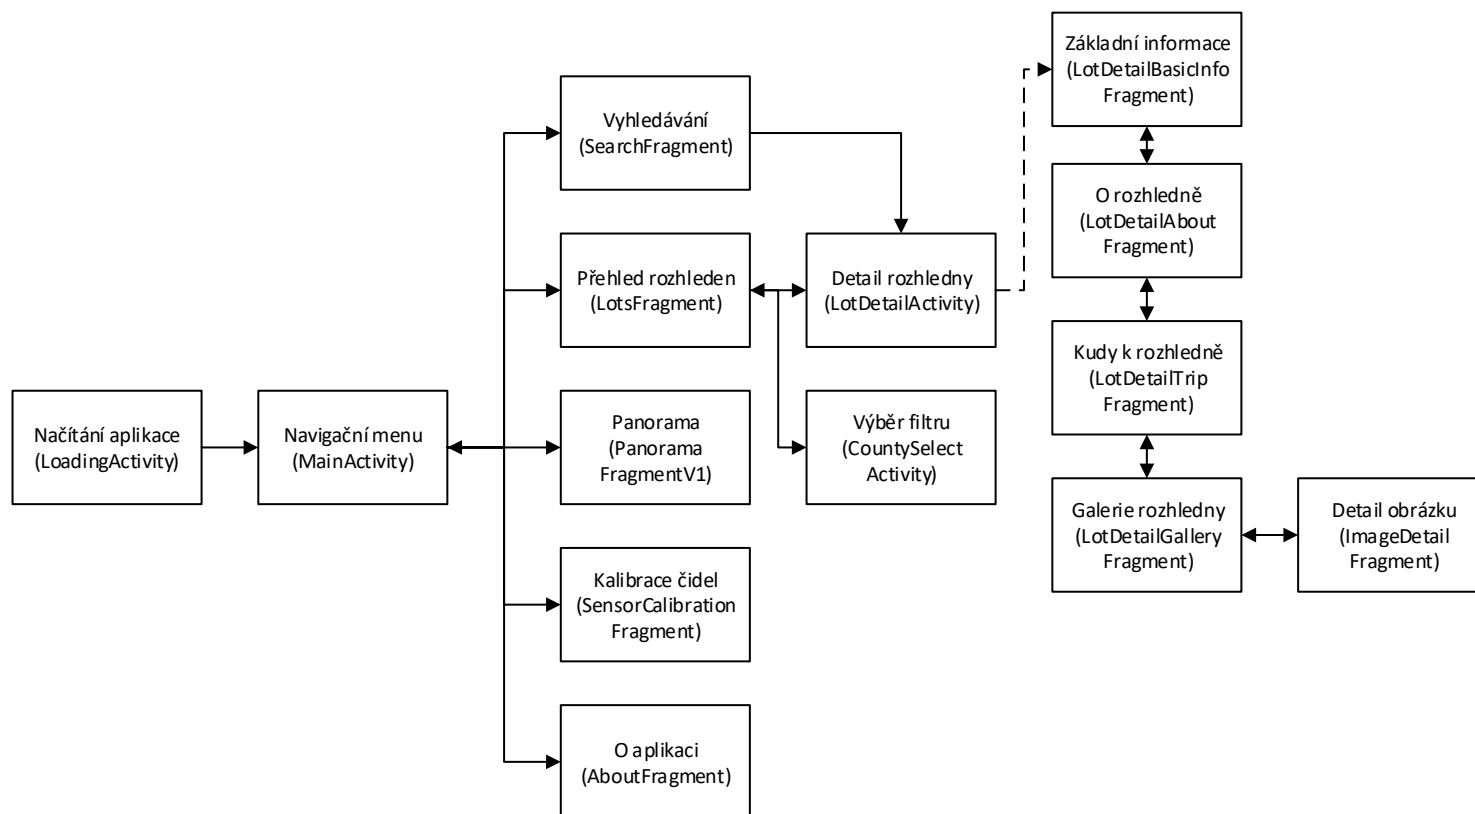 Základní informace
(LotDetailBasicInfo
Fragment)
Vyhledávání
(SearchFragment)
O rozhledně
(LotDetailAbout
Fragment)
Přehled rozhleden
(LotsFragment)
Detail rozhledny
(LotDetailActivity)
Kudy k rozhledně
(LotDetailTrip
Fragment)
Načítání aplikace
(LoadingActivity)
Navigační menu
(MainActivity)
Panorama
(Panorama
FragmentV1)
Výběr filtru
(CountySelect
Activity)
Galerie rozhledny
(LotDetailGallery
Fragment)
Detail obrázku
(ImageDetail
Fragment)
Kalibrace čidel
(SensorCalibration
Fragment)
O aplikaci
(AboutFragment)